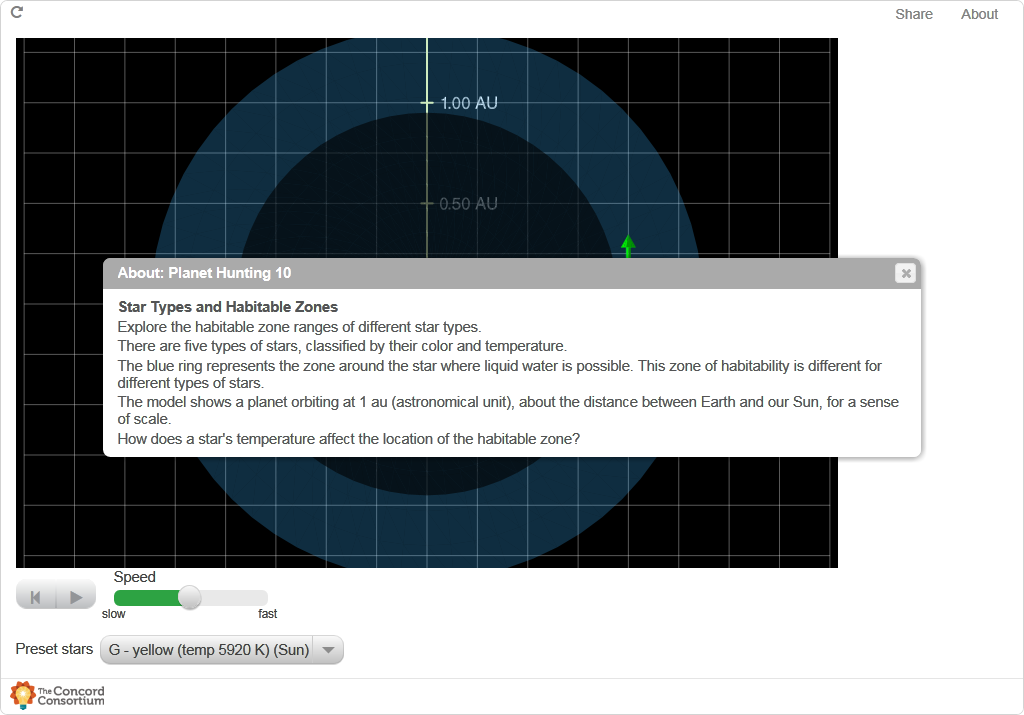 Share About
1.00 AU
0.50 AU
About: Planet Hunting 10
Star Types and Habitable Zones
Explore the habitable zone ranges of different star types.
There are five types of stars, classified by their color and temperature.
The blue ring represents the zone around the star where liquid water is possible. This zone of habitability is different for
different types of stars.
The model shows a planet orbiting at 1 au (astronomical unit), about the distance between Earth and our Sun, for a sense
of scale.
How does a star's temperature affect the location of the habitable zone?
Speed
slow fast
Preset stars G - yellow (temp 5920 K) (Sun)
The Concord
Consortium